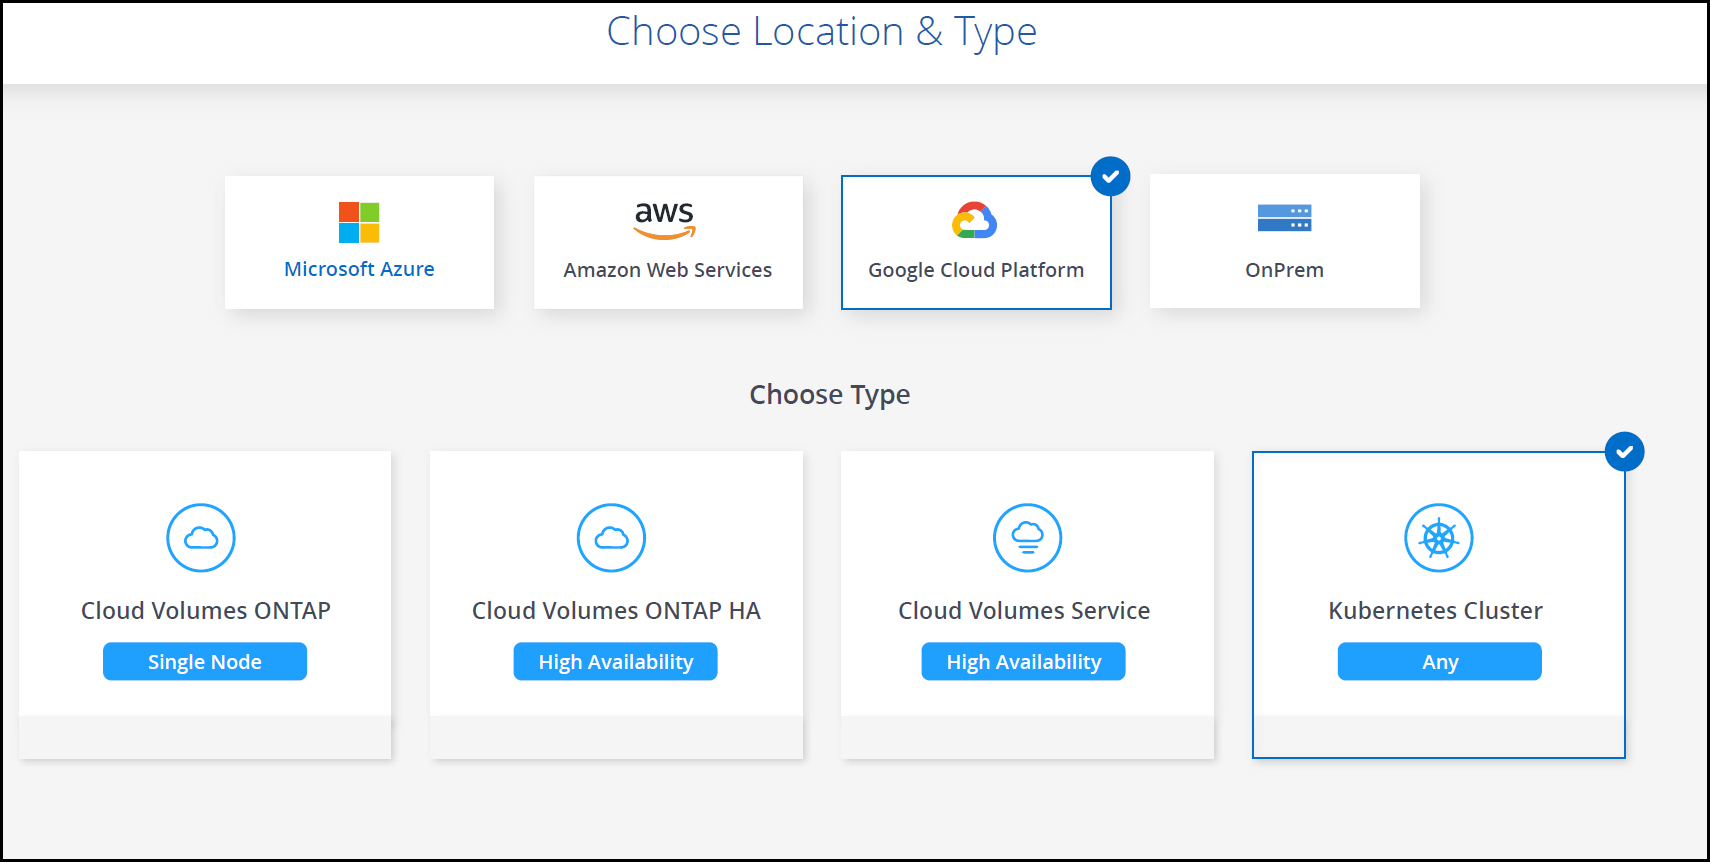 Choose Location & Type
aws
Microsoft Azure
Amazon Web Services
Google Cloud Platform
OnPrem
Choose Type
Cloud Volumes ONTAP
Single Node
Cloud Volumes ONTAP HA
High Availability
Cloud Volumes Service
High Availability
Kubernetes Cluster
Any